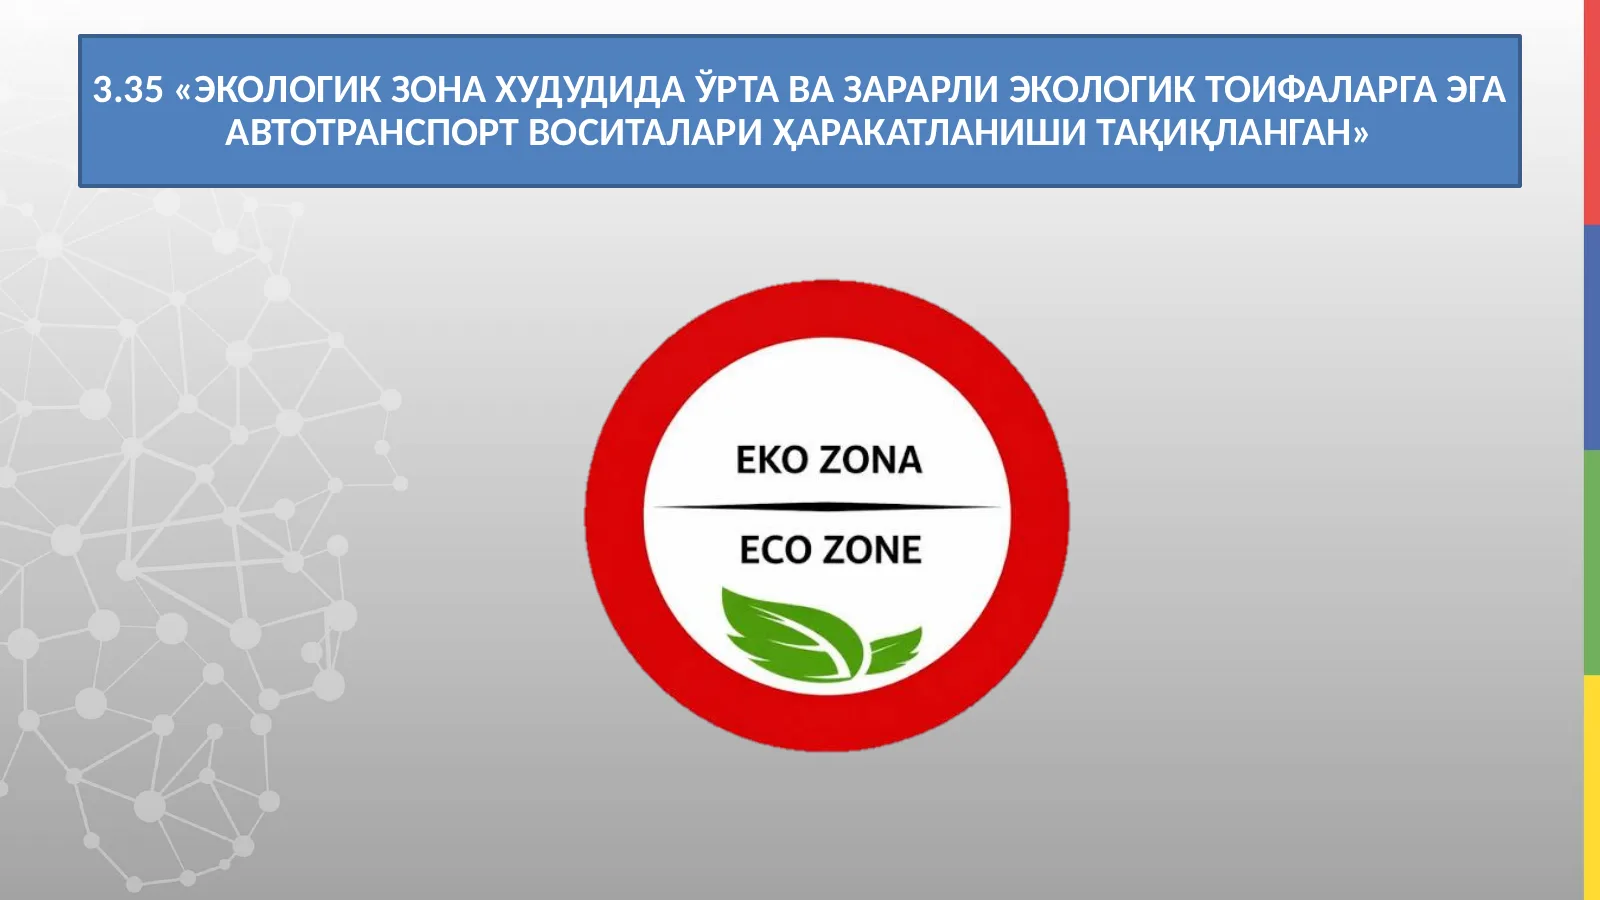 3.35 «ЭКОЛОГИК ЗОНА ХУДУДИДА ЎРТА ВА ЗАРАРЛИ ЭКОЛОГИК ТОИФАЛАРГА ЭГА
АВТОТРАНСПОРТ ВОСИТАЛАРИ ҲАРАКАТЛАНИШИ ТАҚИҚЛАНГАН»
EKO ZONA
ECO ZONE